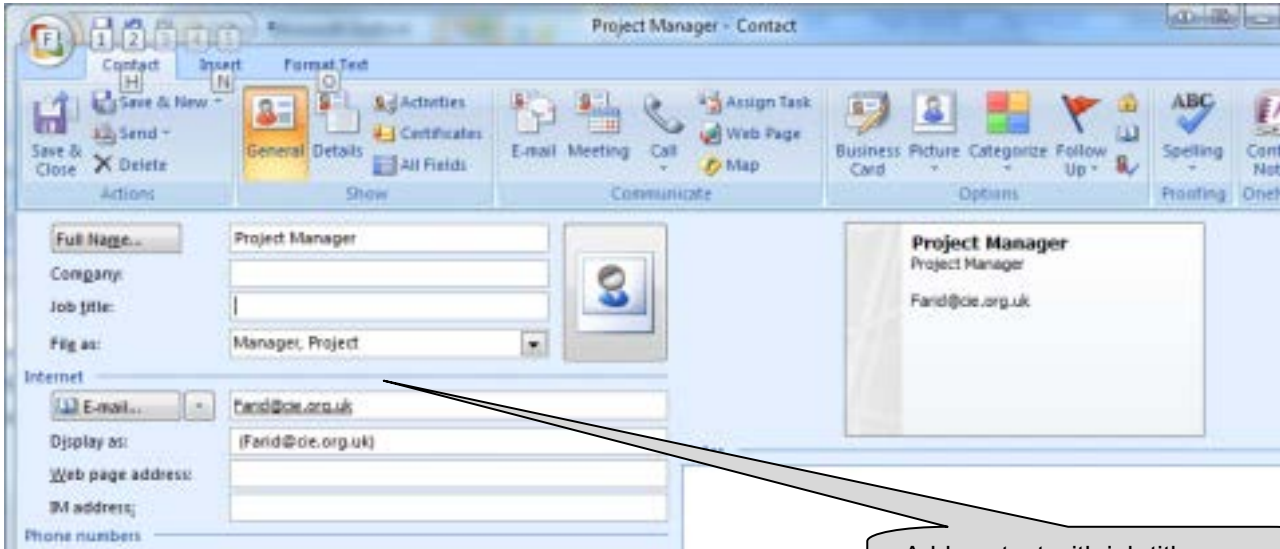 Project Manager - Contact
F 1 2
Contact Insert Format Text
H N O
Save & Close
Save & New
Send
Delete
Actions
General Details
Activities
Certificates
All Fields
Show
E-mail Meeting Call
Assign Task
Web Page
Map
Communicate
Business Card Picture Categorize Follow Up
Options
ABC
Spelling
Proofing
Full Name... Project Manager
Company:
Job title:
File as: Manager, Project
Internet
E-mail... Farid@cie.org.uk
Display as: (Farid@cie.org.uk)
Web page address:
IM address:
Phone numbers
Project Manager
Project Manager
Farid@cie.org.uk